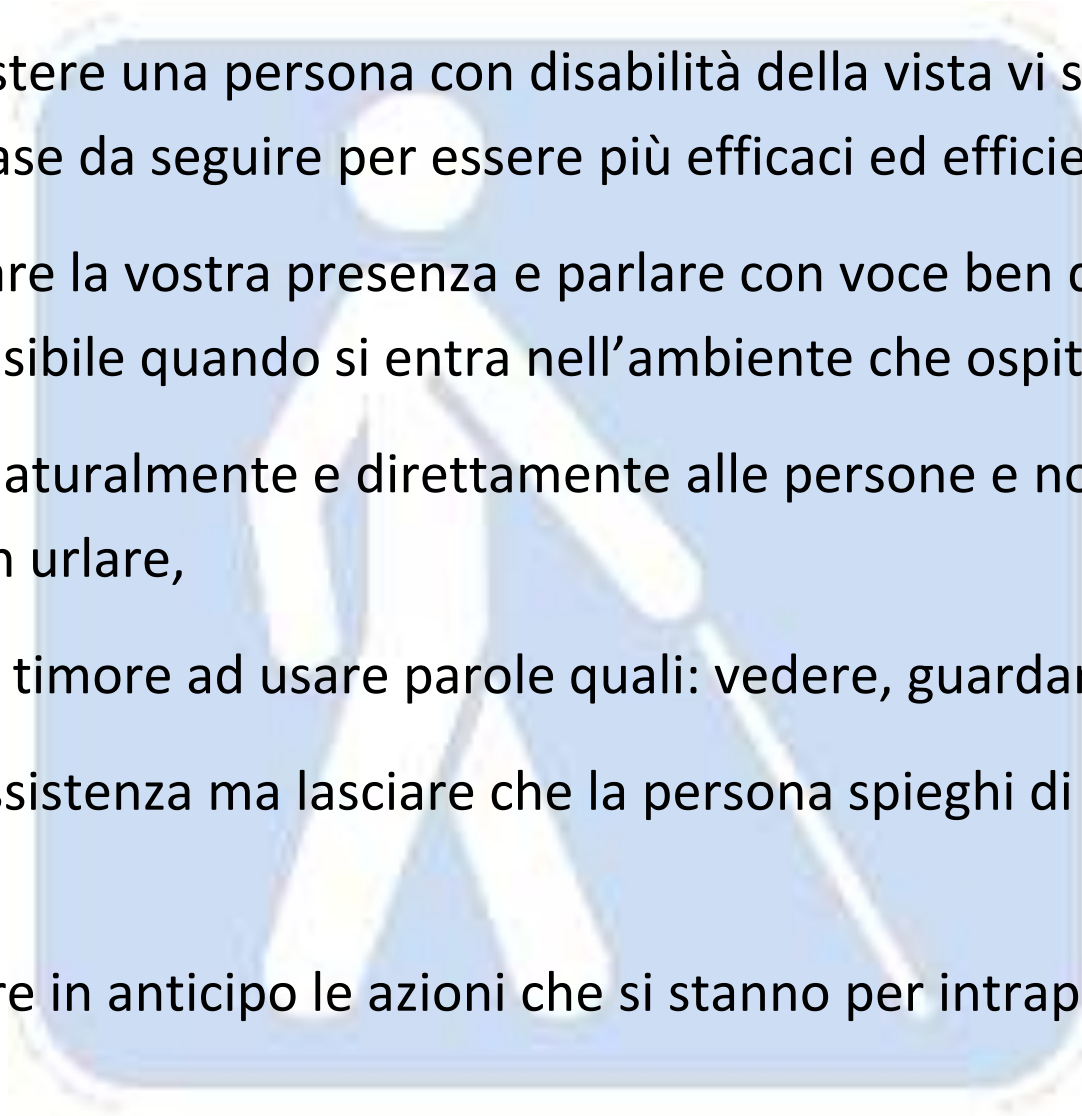 stere una persona con disabilità della vista vi s
ase da seguire per essere più efficaci ed efficie
are la vostra presenza e parlare con voce ben d
sibile quando si entra nell’ambiente che ospit
aturalmente e direttamente alle persone e no
n urlare,
timore ad usare parole quali: vedere, guardar
ssistenza ma lasciare che la persona spieghi di
re in anticipo le azioni che si stanno per intrap